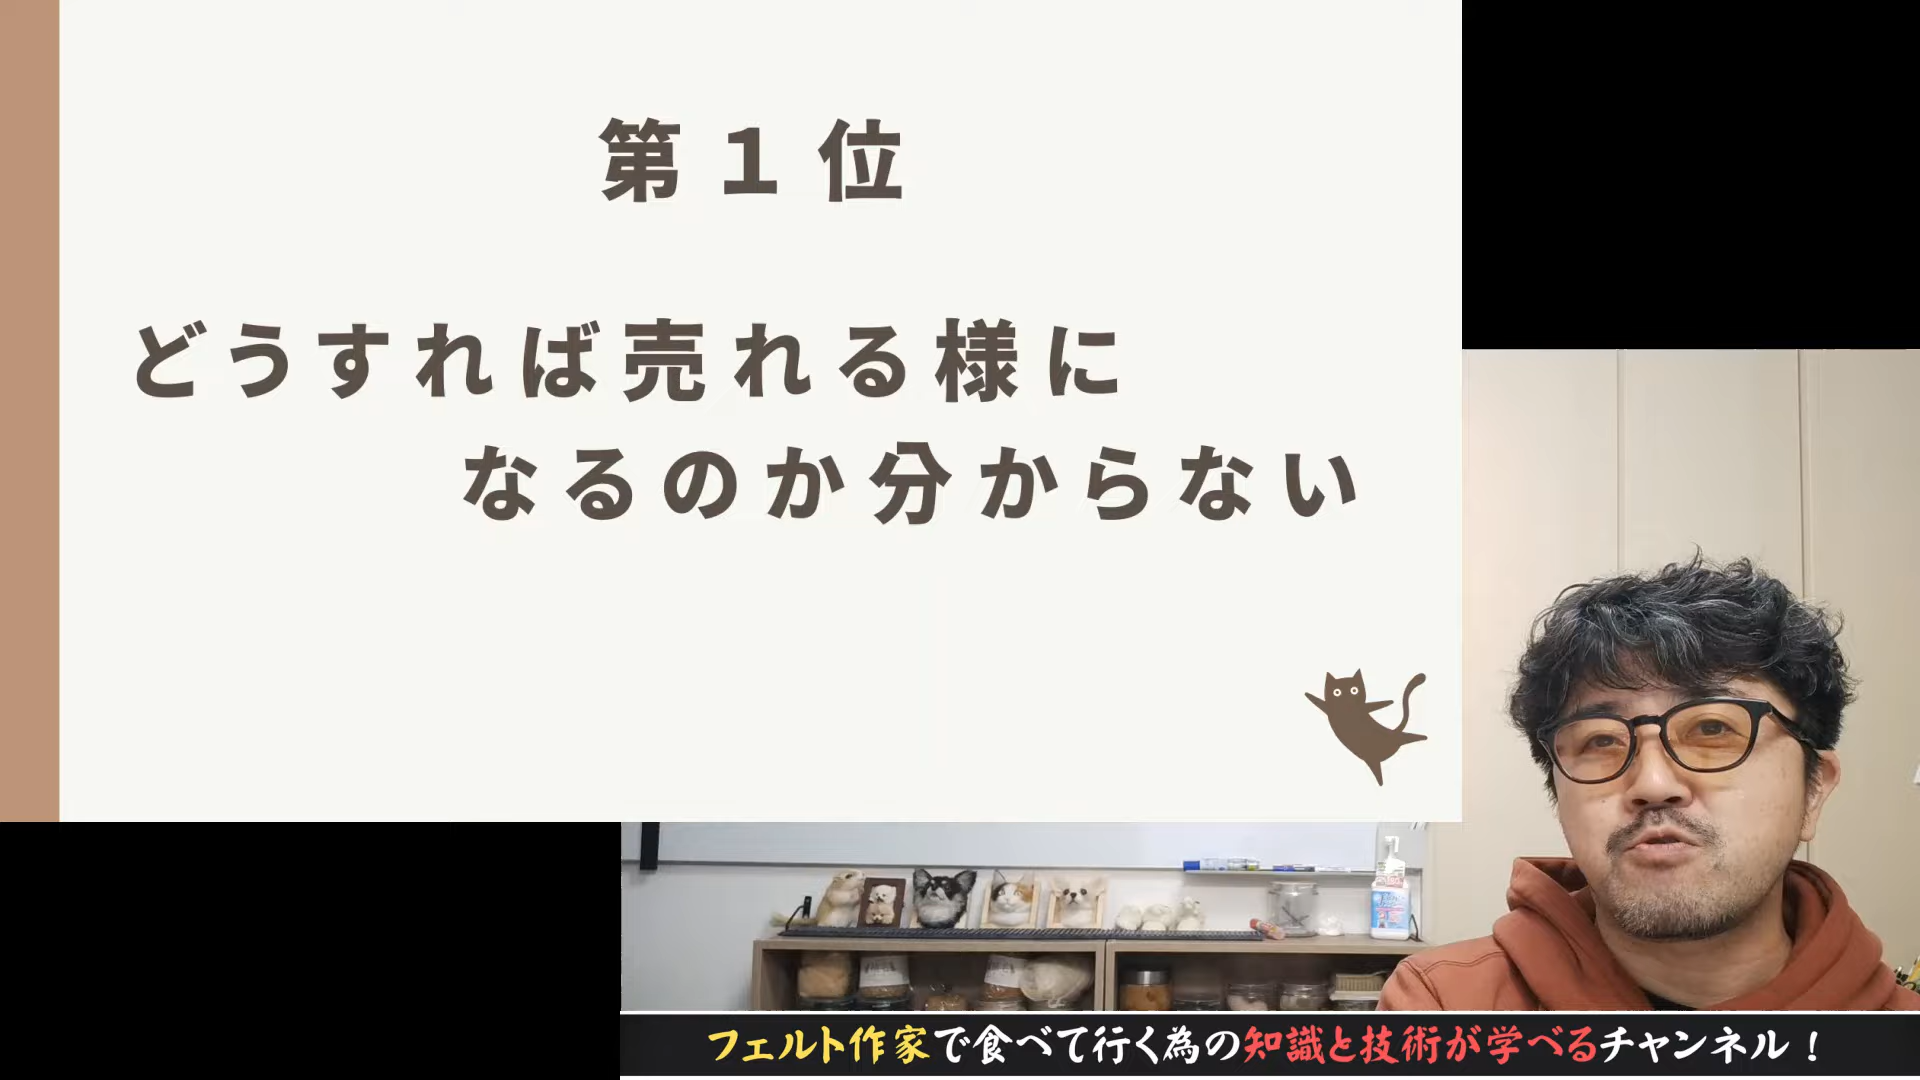 第１位
どうすれば売れる様に
なるのか分からない
フェルト作家で食べて行く為の知識と技術が学べるチャンネル！